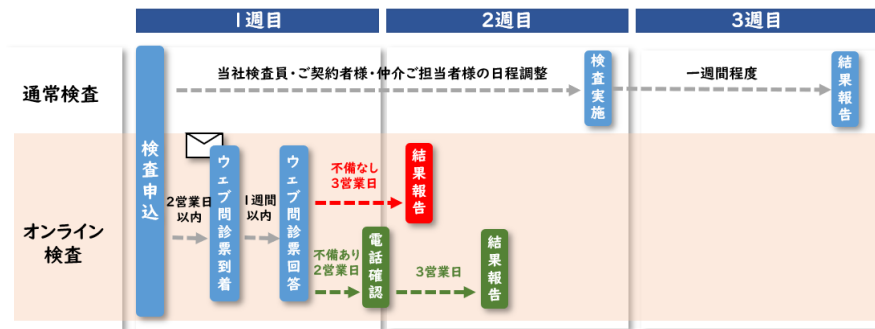 1週目
2週目
3週目
通常検査
検査申込
当社検査員・ご契約者様・仲介ご担当者様の日程調整
検査実施
一週間程度
結果報告
オンライン
検査
2営業日
以内
ウェブ問診票到着
1週間
以内
ウェブ問診票回答
不備なし
3営業日
結果報告
不備あり
2営業日
電話確認
3営業日
結果報告